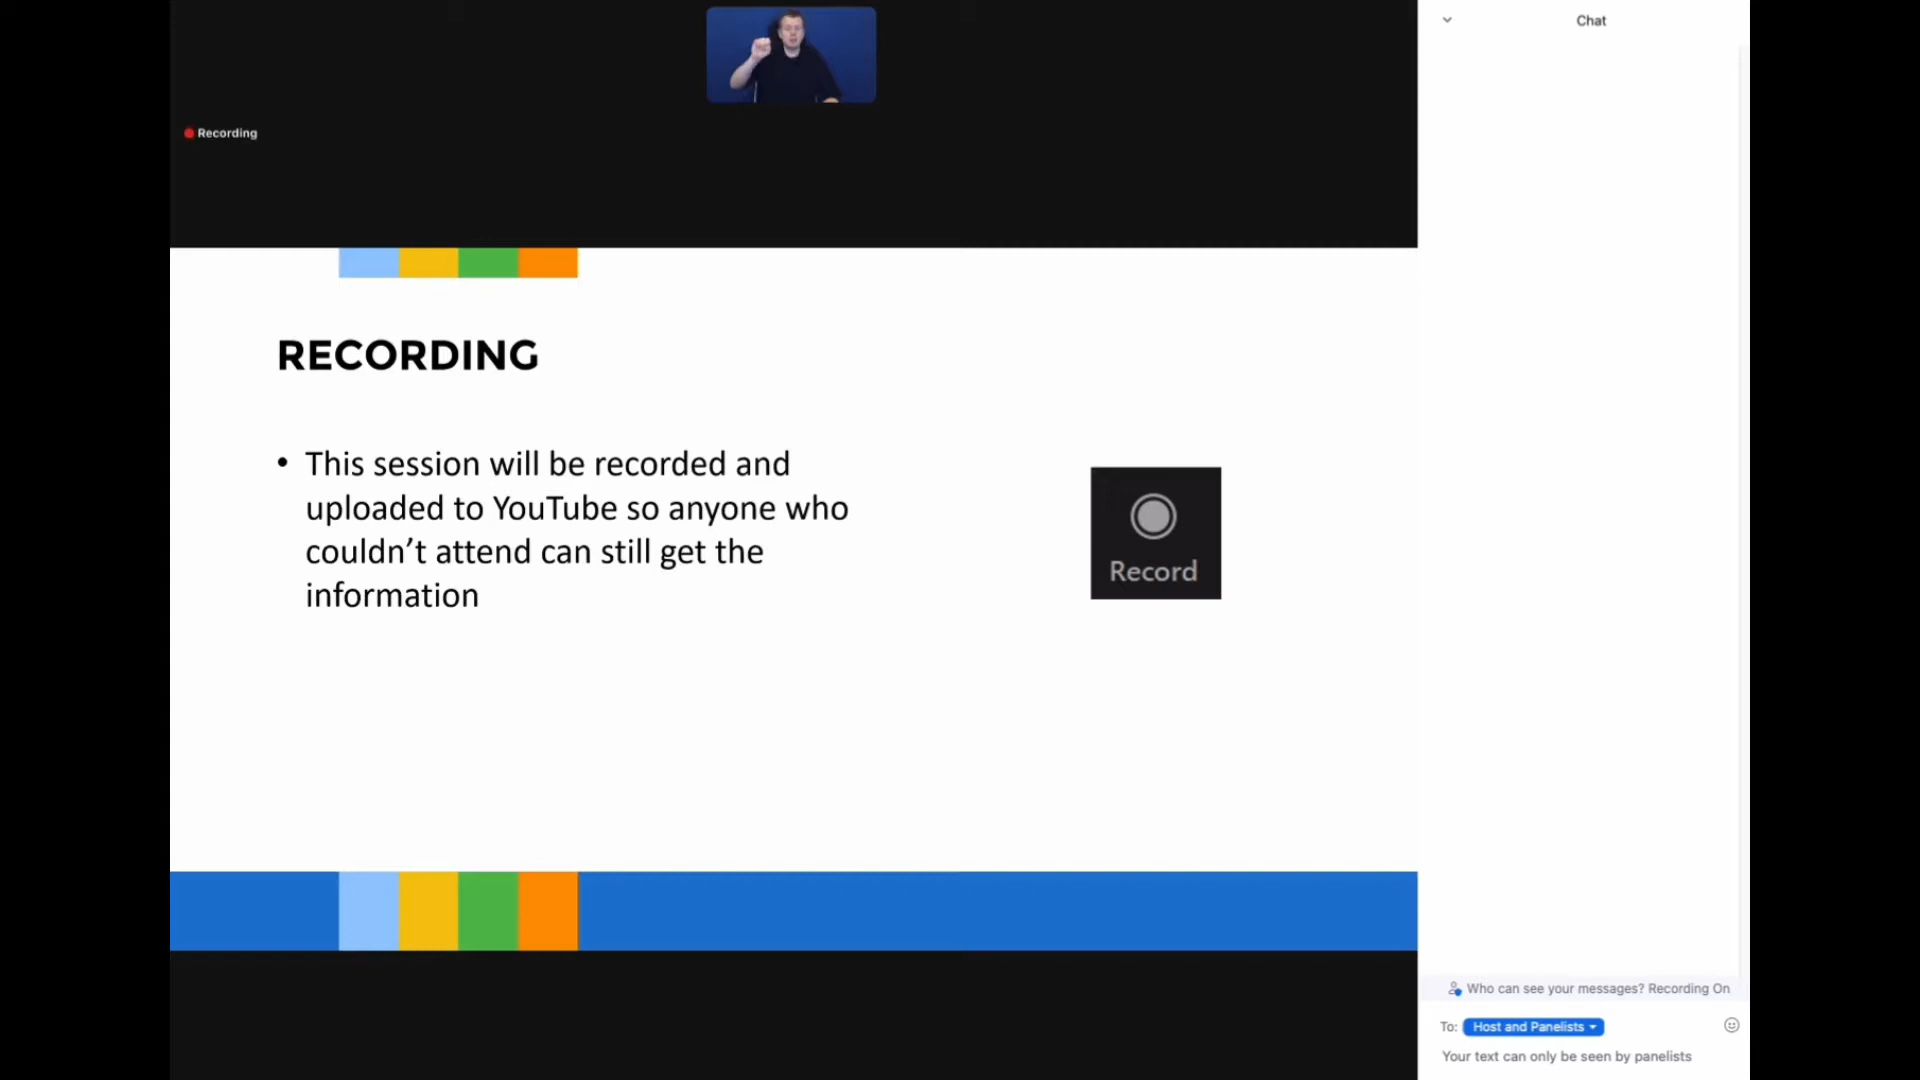 Chat
Recording
RECORDING
• This session will be recorded and
uploaded to YouTube so anyone who
couldn’t attend can still get the
information
Record
Who can see your messages? Recording On
To: Host and Panelists
Your text can only be seen by panelists